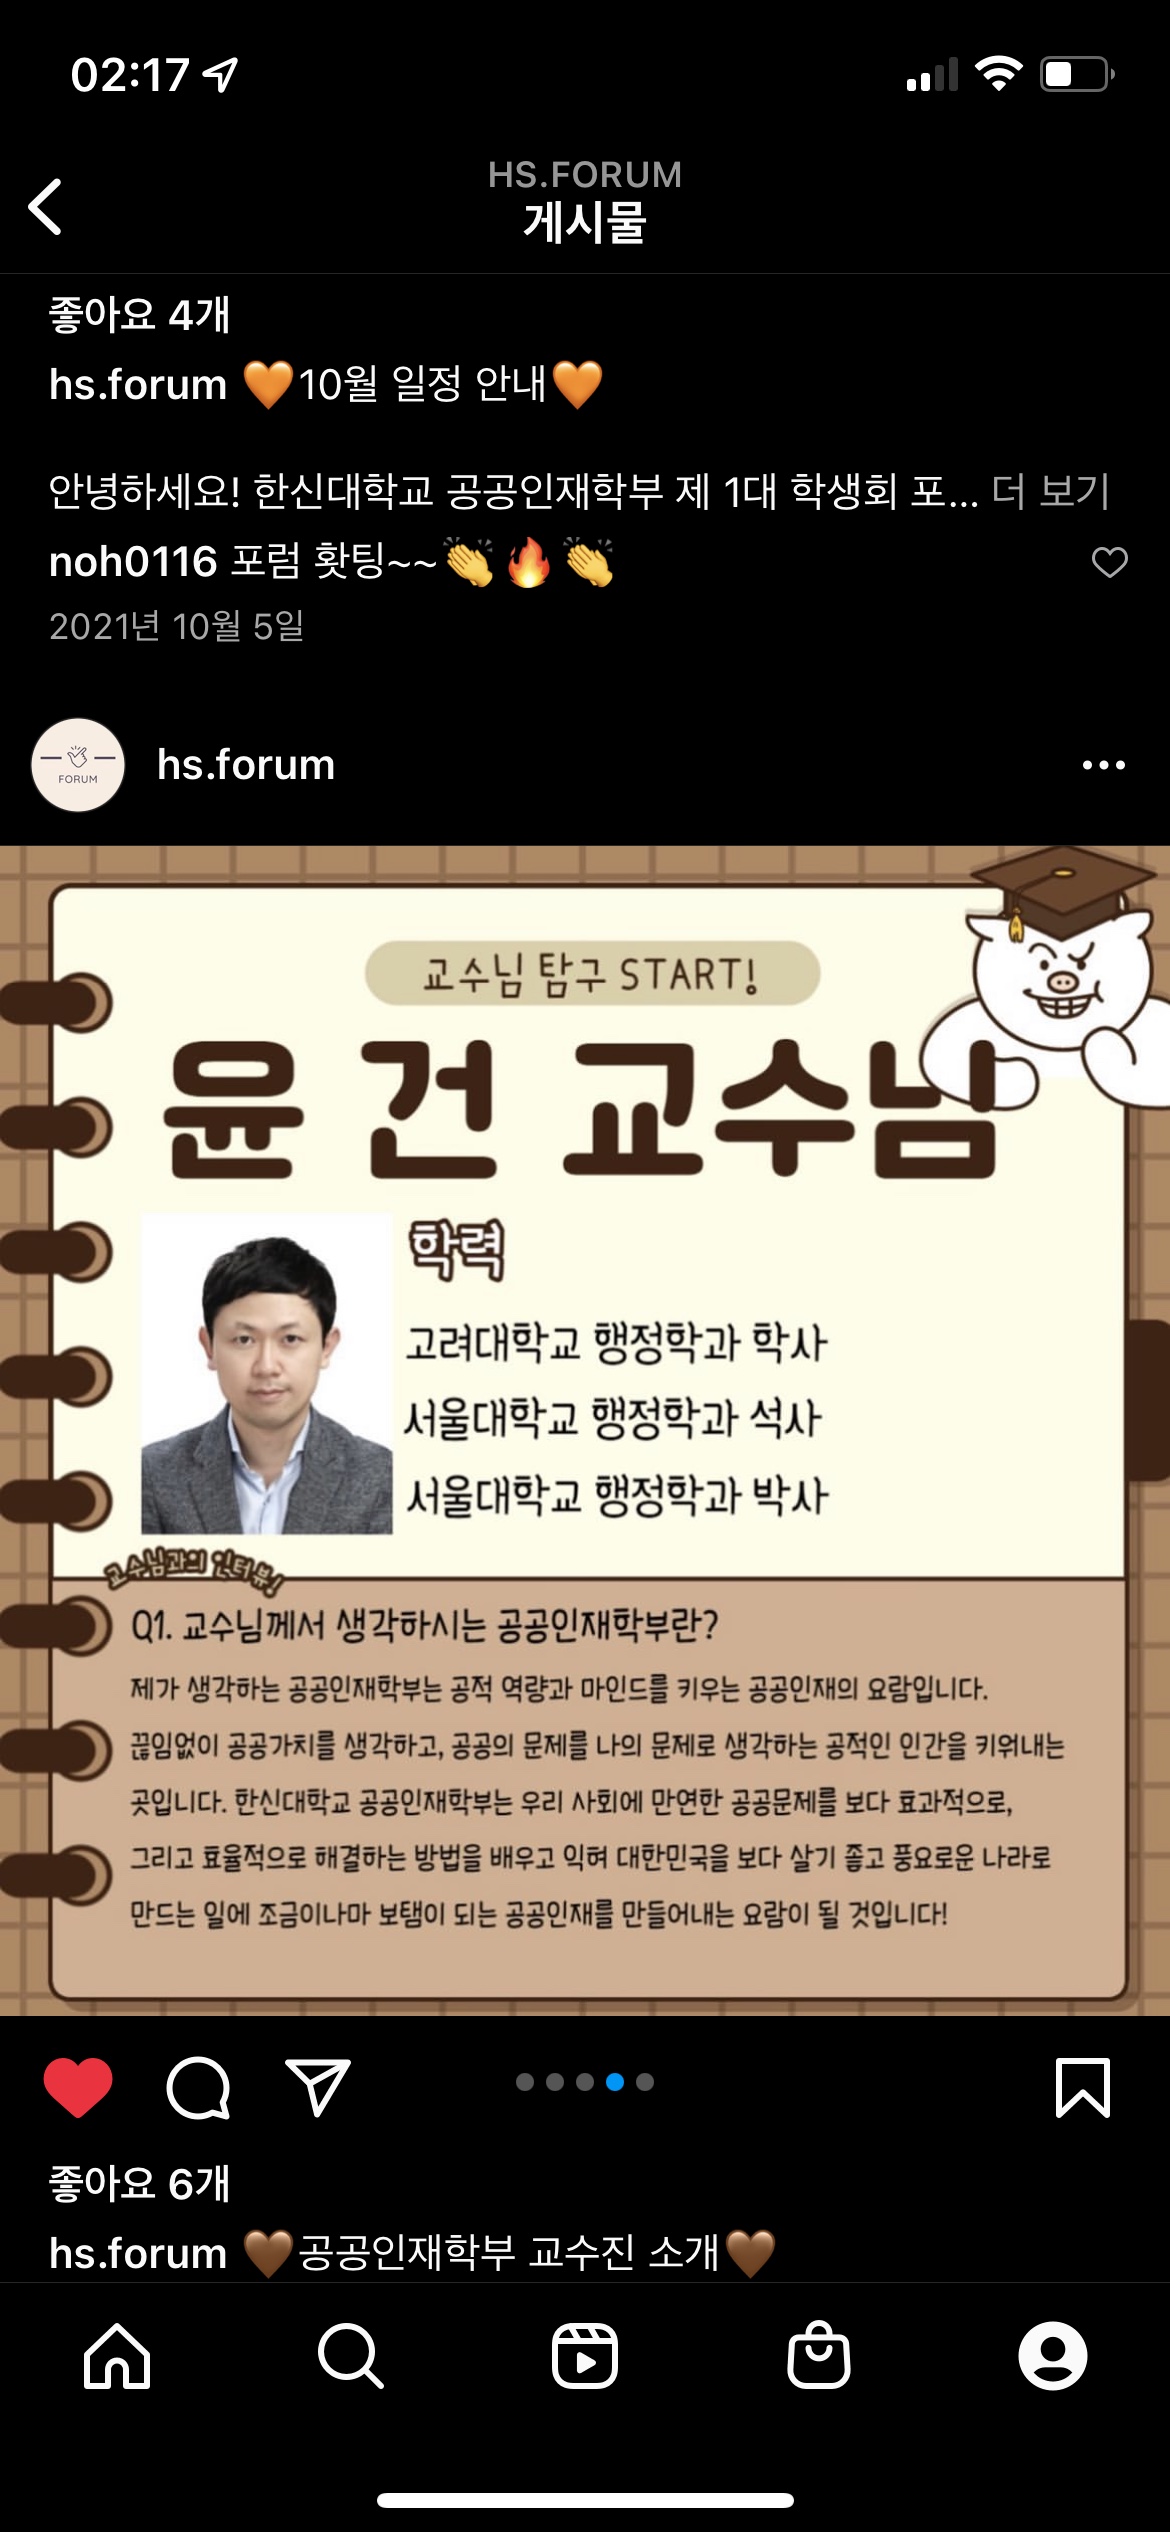 02:17
HS.FORUM
게시물
좋아요 4개
hs.forum 🧡10월 일정 안내🧡
안녕하세요! 한신대학교 공공인재학부 제 1대 학생회 포... 더 보기
noh0116 포럼 홧팅~~👏🔥👏
2021년 10월 5일
FORUM
hs.forum
교수님 탐구 START!
윤 건 교수님
학력
고려대학교 행정학과 학사
서울대학교 행정학과 석사
서울대학교 행정학과 박사
교수님과의 인터뷰!
Q1. 교수님께서 생각하시는 공공인재학부란?
제가 생각하는 공공인재학부는 공적 역량과 마인드를 키우는 공공인재의 요람입니다.
끊임없이 공공가치를 생각하고, 공공의 문제를 나의 문제로 생각하는 공적인 인간을 키워내는
곳입니다. 한신대학교 공공인재학부는 우리 사회에 만연한 공공문제를 보다 효과적으로,
그리고 효율적으로 해결하는 방법을 배우고 익혀 대한민국을 보다 살기 좋고 풍요로운 나라로
만드는 일에 조금이나마 보탬이 되는 공공인재를 만들어내는 요람이 될 것입니다!
좋아요 6개
hs.forum 🤎공공인재학부 교수진 소개🤎